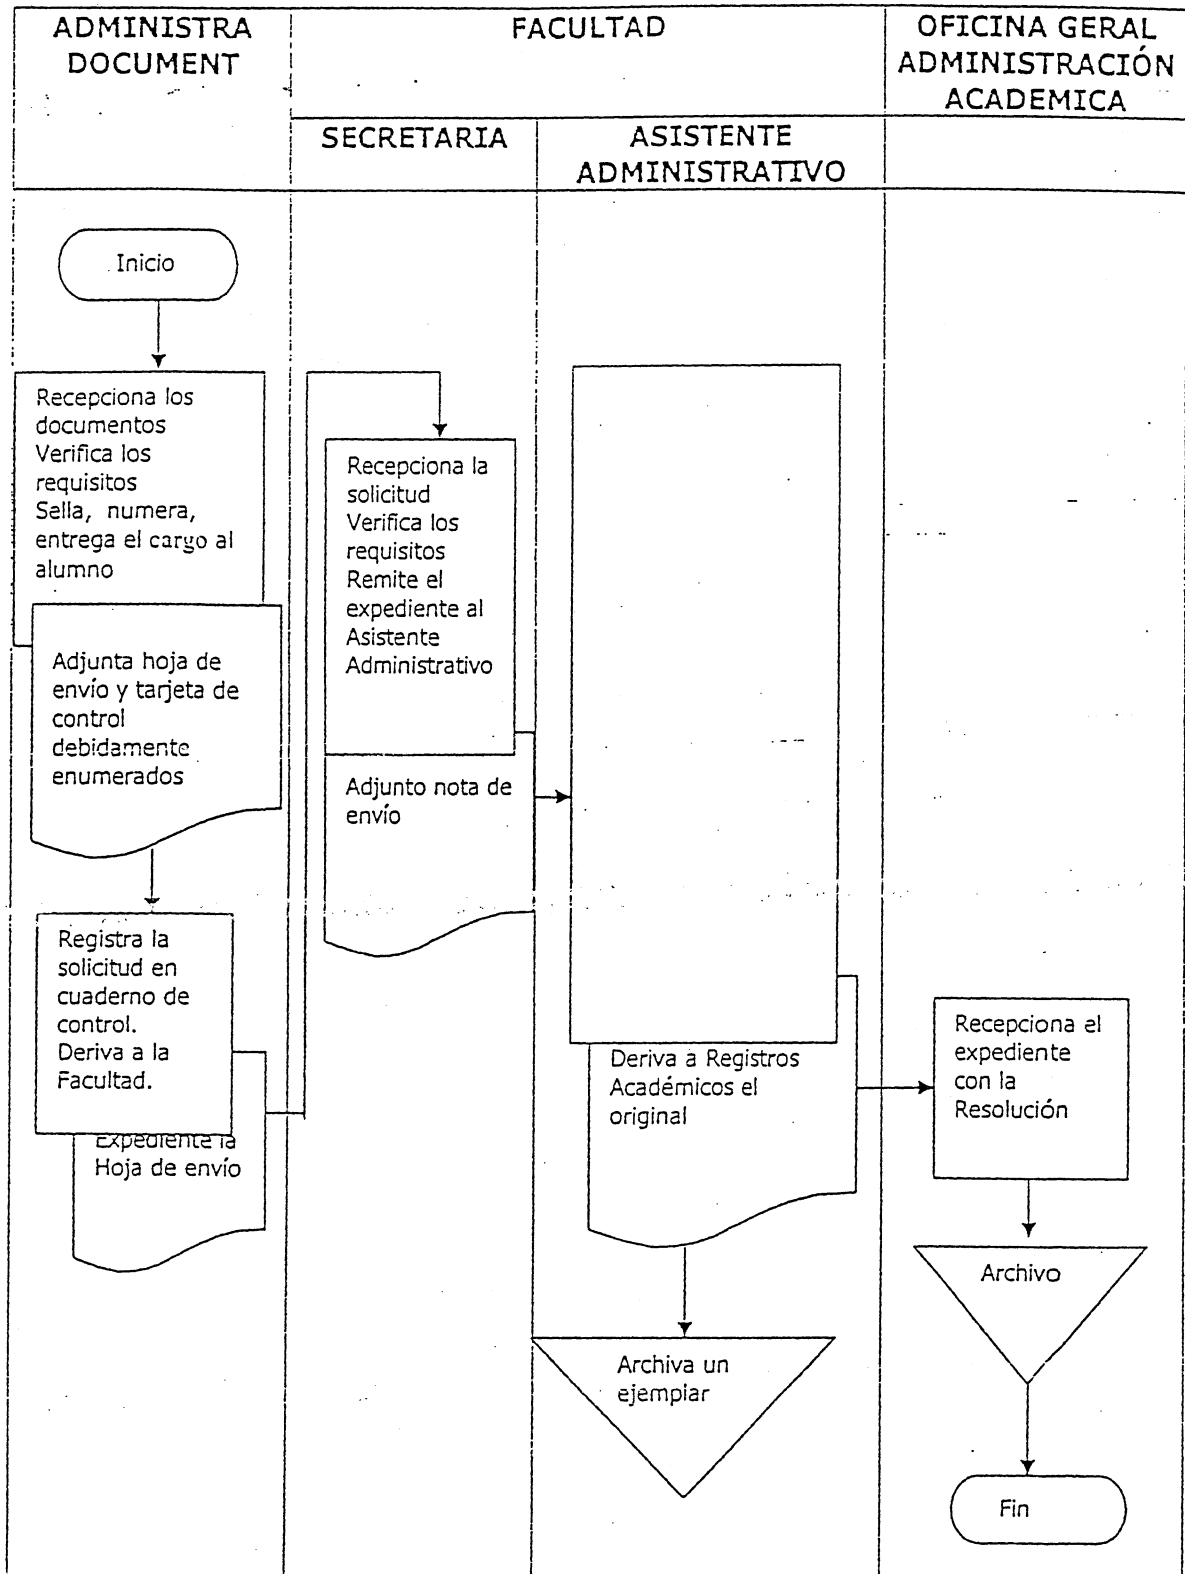 ADMINISTRA
DOCUMENT
FACULTAD
OFICINA GERAL
ADMINISTRACIÓN
ACADEMICA
SECRETARIA
ASISTENTE
ADMINISTRATIVO
Inicio
Recepciona los
documentos
Verifica los
requisitos
Sella, numera,
entrega el cargo al
alumno
Adjunta hoja de
envío y tarjeta de
control
debidamente
enumerados
Registra la
solicitud en
cuaderno de
control.
Deriva a la
Facultad.
Expediente la
Hoja de envío
Recepciona la
solicitud
Verifica los
requisitos
Remite el
expediente al
Asistente
Administrativo
Adjunto nota de
envío
Deriva a Registros
Académicos el
original
Archiva un
ejemplar
Recepciona el
expediente
con la
Resolución
Archivo
Fin